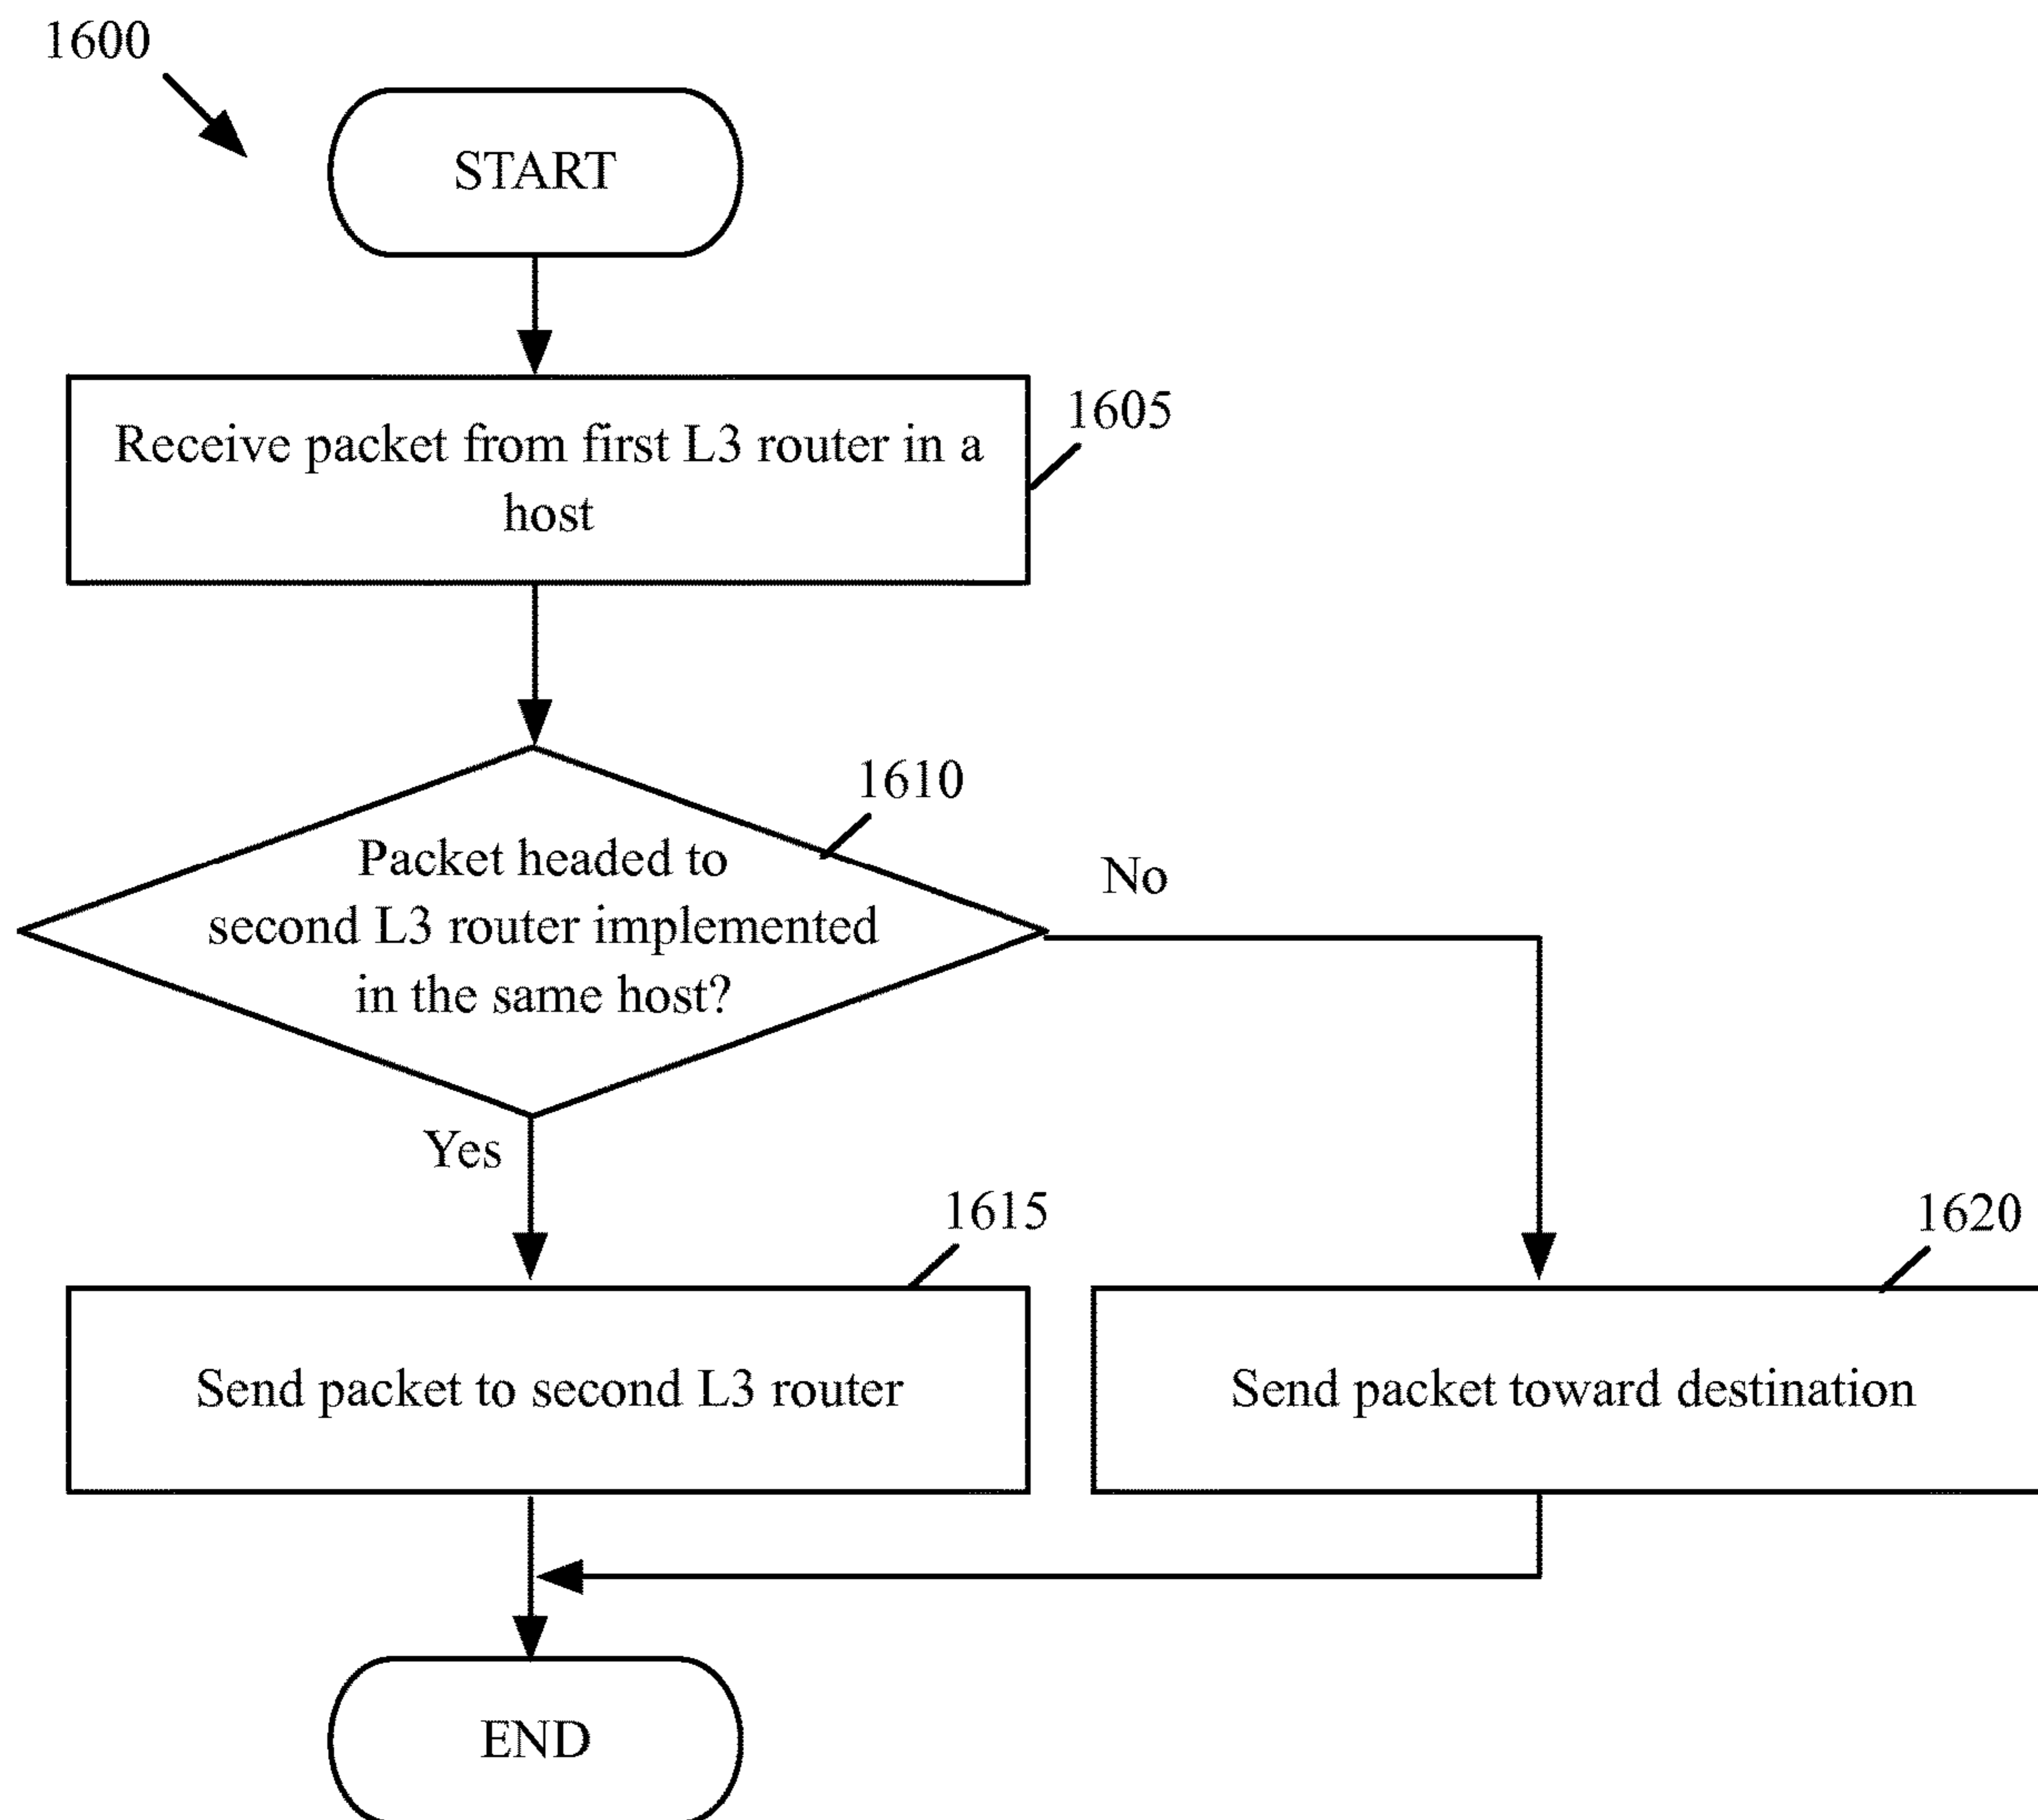 1600
START
Receive packet from first L3 router in a
host
1605
1610
Packet headed to
second L3 router implemented
in the same host?
No
Yes
1615
1620
Send packet to second L3 router
Send packet toward destination
END